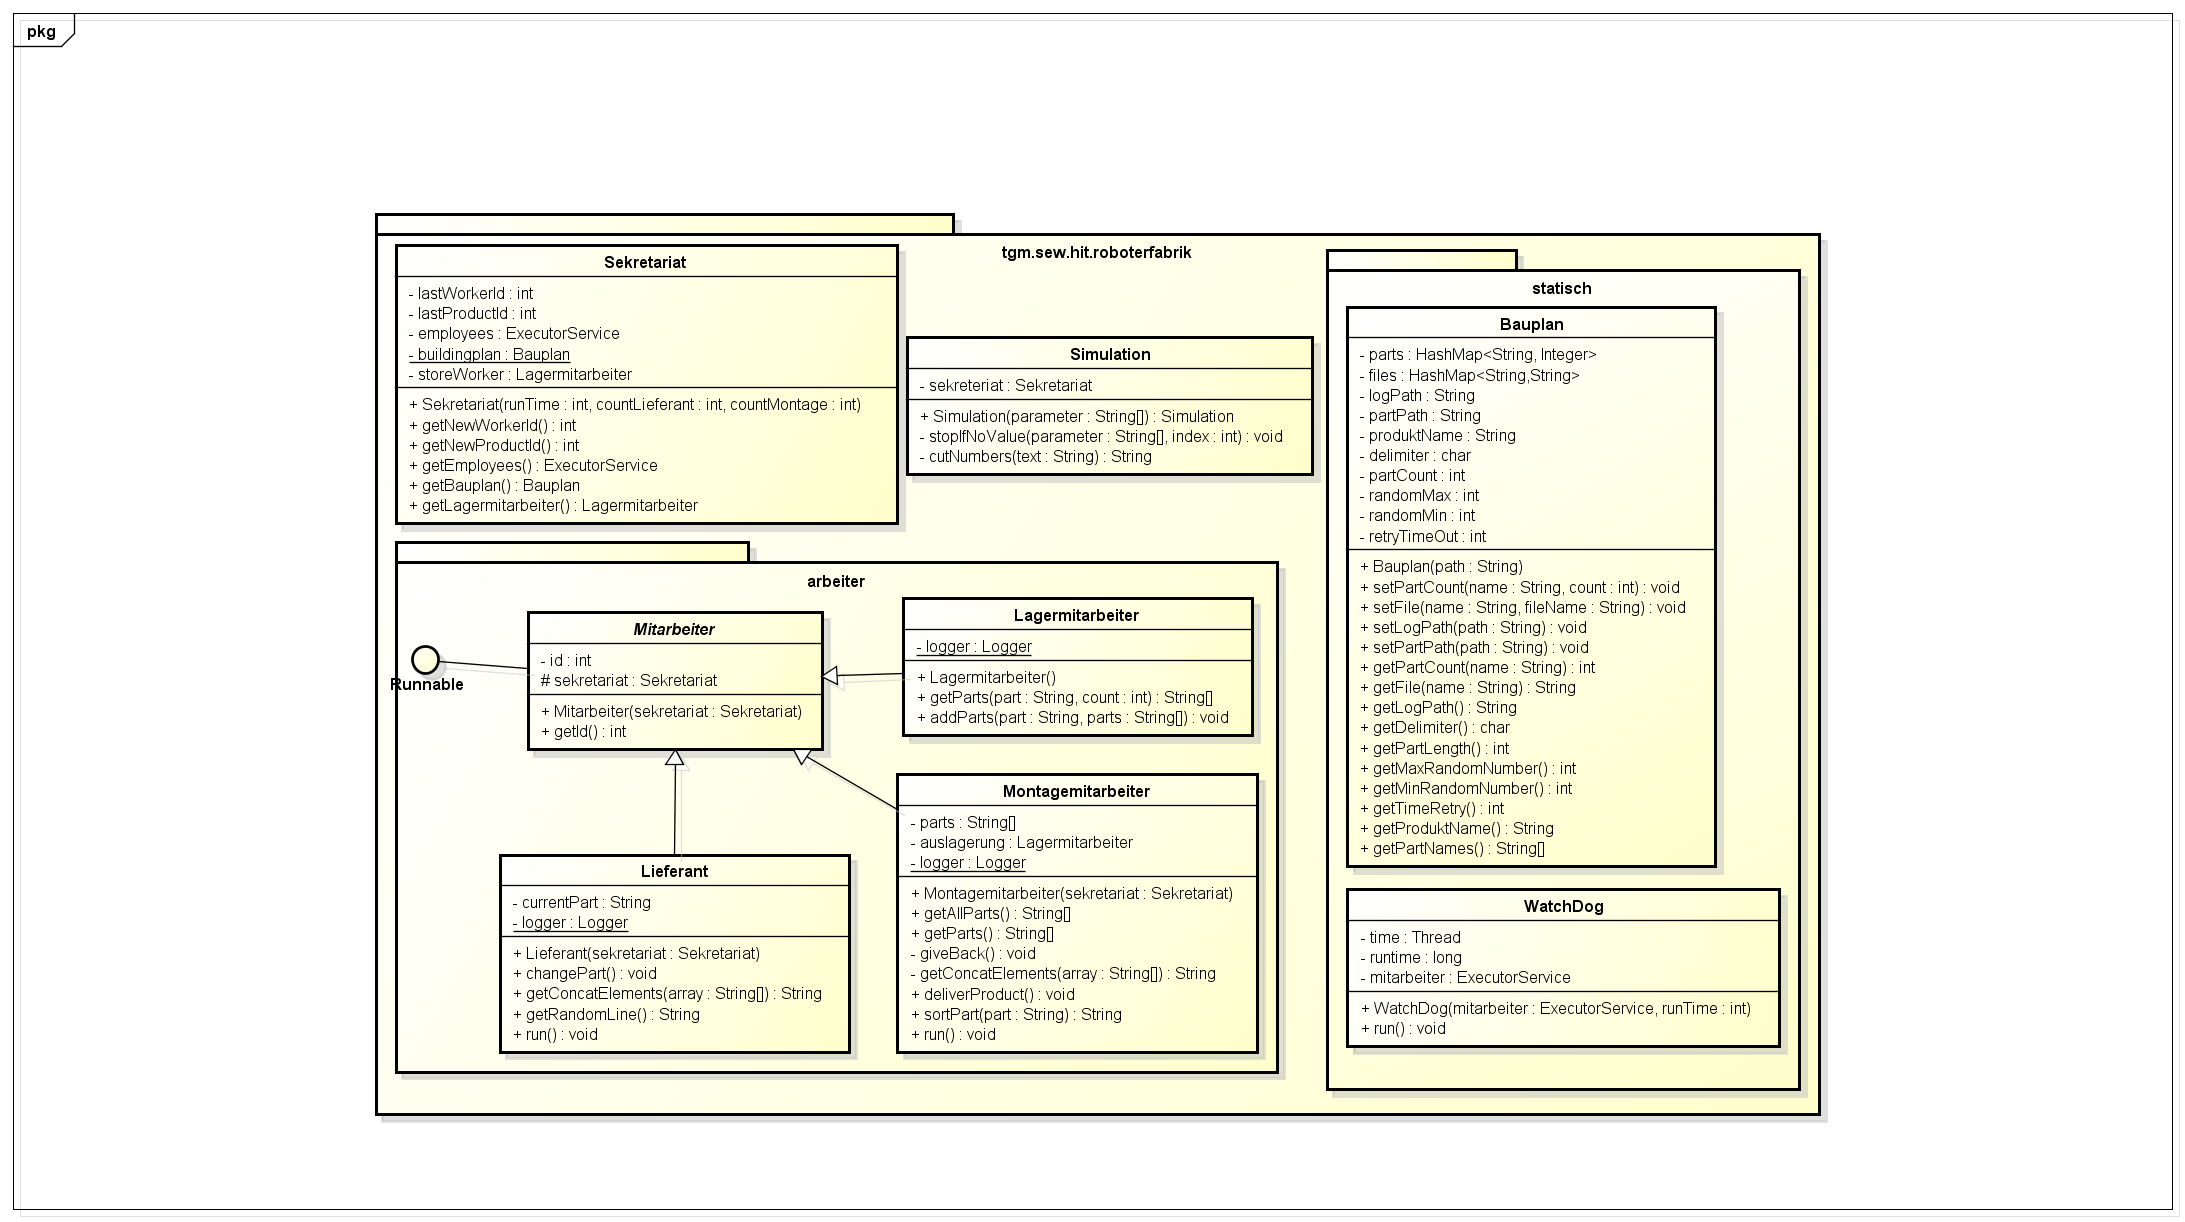 pkg
tgm.sew.hit.roboterfabrik
Sekretariat
- lastWorkerId : int
- lastProductId : int
- employees : ExecutorService
- buildingplan : Bauplan
- storeWorker : Lagermitarbeiter
+ Sekretariat(runTime : int, countLieferant : int, countMontage : int)
+ getNewWorkerId() : int
+ getNewProductId() : int
+ getEmployees() : ExecutorService
+ getBauplan() : Bauplan
+ getLagermitarbeiter() : Lagermitarbeiter
Simulation
- sekreteriat : Sekretariat
+ Simulation(parameter : String[]) : Simulation
- stopIfNoValue(parameter : String[], index : int) : void
- cutNumbers(text : String) : String
arbeiter
Runnable
Mitarbeiter
- id : int
# sekretariat : Sekretariat
+ Mitarbeiter(sekretariat : Sekretariat)
+ getId() : int
Lagermitarbeiter
- logger : Logger
+ Lagermitarbeiter()
+ getParts(part : String, count : int) : String[]
+ addParts(part : String, parts : String[]) : void
Lieferant
- currentPart : String
- logger : Logger
+ Lieferant(sekretariat : Sekretariat)
+ changePart() : void
+ getConcatElements(array : String[]) : String
+ getRandomLine() : String
+ run() : void
Montagemitarbeiter
- parts : String[]
- auslagerung : Lagermitarbeiter
- logger : Logger
+ Montagemitarbeiter(sekretariat : Sekretariat)
+ getAllParts() : String[]
+ getParts() : String[]
- giveBack() : void
- getConcatElements(array : String[]) : String
+ deliverProduct() : void
+ sortPart(part : String) : String
+ run() : void
statisch
Bauplan
- parts : HashMap<String, Integer>
- files : HashMap<String,String>
- logPath : String
- partPath : String
- produktName : String
- delimiter : char
- partCount : int
- randomMax : int
- randomMin : int
- retryTimeOut : int
+ Bauplan(path : String)
+ setPartCount(name : String, count : int) : void
+ setFile(name : String, fileName : String) : void
+ setLogPath(path : String) : void
+ setPartPath(path : String) : void
+ getPartCount(name : String) : int
+ getFile(name : String) : String
+ getLogPath() : String
+ getDelimiter() : char
+ getPartLength() : int
+ getMaxRandomNumber() : int
+ getMinRandomNumber() : int
+ getTimeRetry() : int
+ getProduktName() : String
+ getPartNames() : String[]
WatchDog
- time : Thread
- runtime : long
- mitarbeiter : ExecutorService
+ WatchDog(mitarbeiter : ExecutorService, runTime : int)
+ run() : void